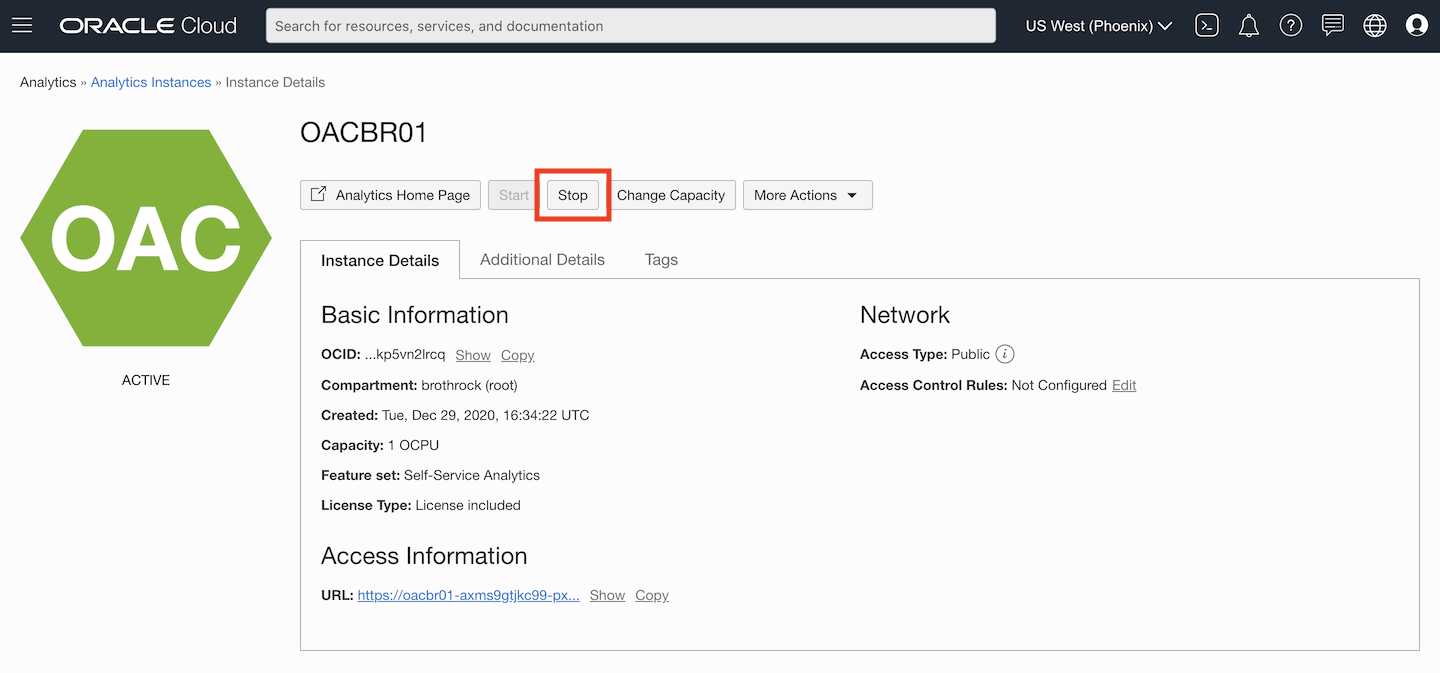 ORACLE Cloud
Search for resources, services, and documentation
US West (Phoenix)
Analytics » Analytics Instances » Instance Details
OAC
ACTIVE
OACBR01
Analytics Home Page Start Stop Change Capacity More Actions
Instance Details Additional Details Tags
Basic Information
OCID: ...kp5vn2lrcq Show Copy
Compartment: brothrock (root)
Created: Tue, Dec 29, 2020, 16:34:22 UTC
Capacity: 1 OCPU
Feature set: Self-Service Analytics
License Type: License included
Access Information
URL: https://oacbr01-axms9gtjkc99-px... Show Copy
Network
Access Type: Public i
Access Control Rules: Not Configured Edit